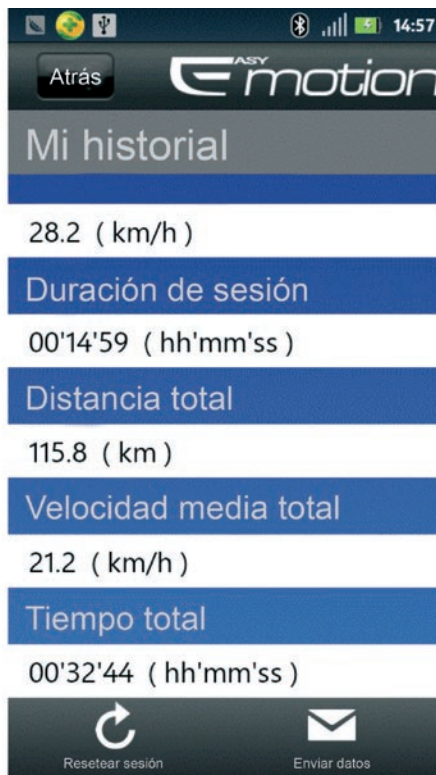 14:57
Atrás
EASY motion
Mi historial
28.2 ( km/h )
Duración de sesión
00'14'59 ( hh'mm'ss )
Distancia total
115.8 ( km )
Velocidad media total
21.2 ( km/h )
Tiempo total
00'32'44 ( hh'mm'ss )
Resetear sesión
Enviar datos